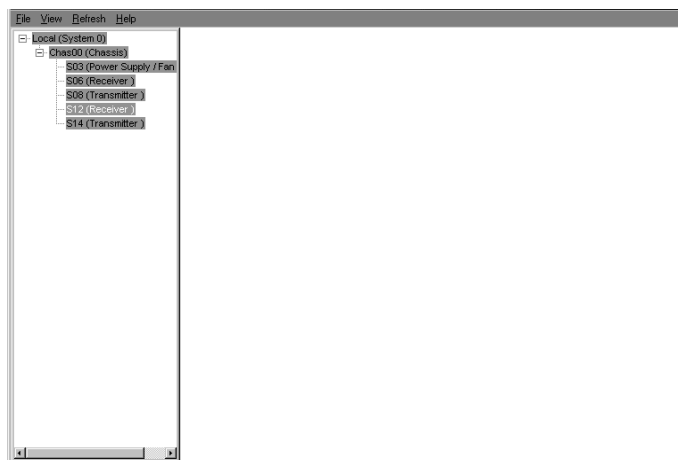 File View Refresh Help
Local (System 0)
Chas00 (Chassis)
S03 (Power Supply / Fan
S06 (Receiver )
S08 (Transmitter )
S12 (Receiver )
S14 (Transmitter )